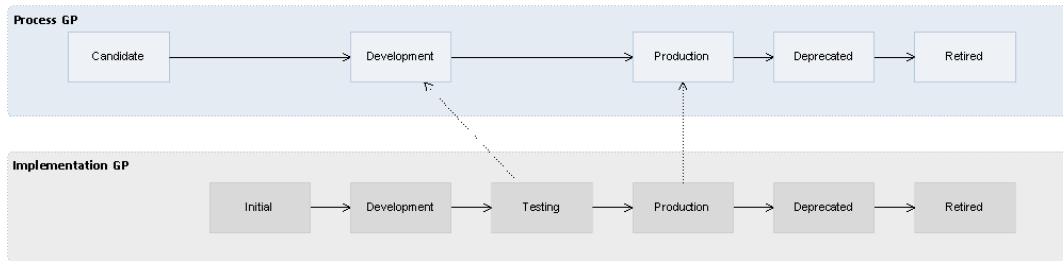 Process GP
Candidate
Development
Production
Deprecated
Retired
Implementation GP
Initial
Development
Testing
Production
Deprecated
Retired